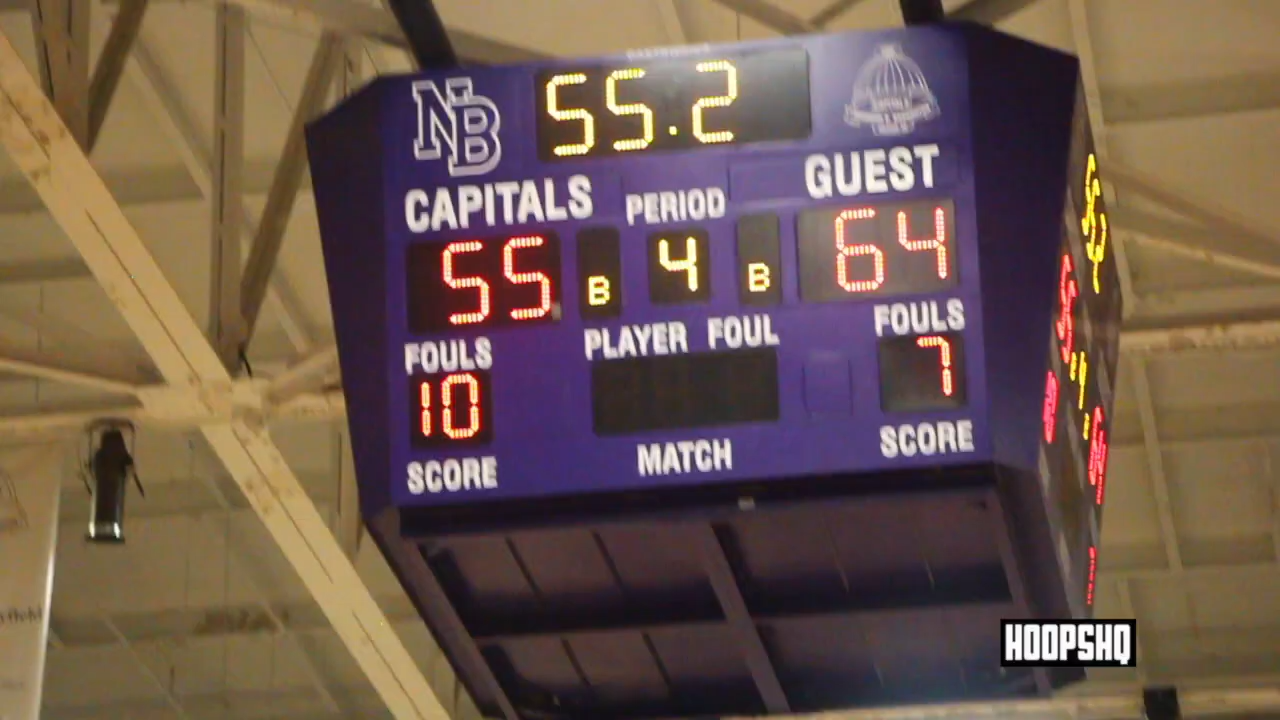 55.2
NB
CAPITALS
PERIOD
GUEST
55
B
4
B
64
FOULS
PLAYER FOUL
FOULS
10
7
SCORE
MATCH
SCORE
HOOPSHQ